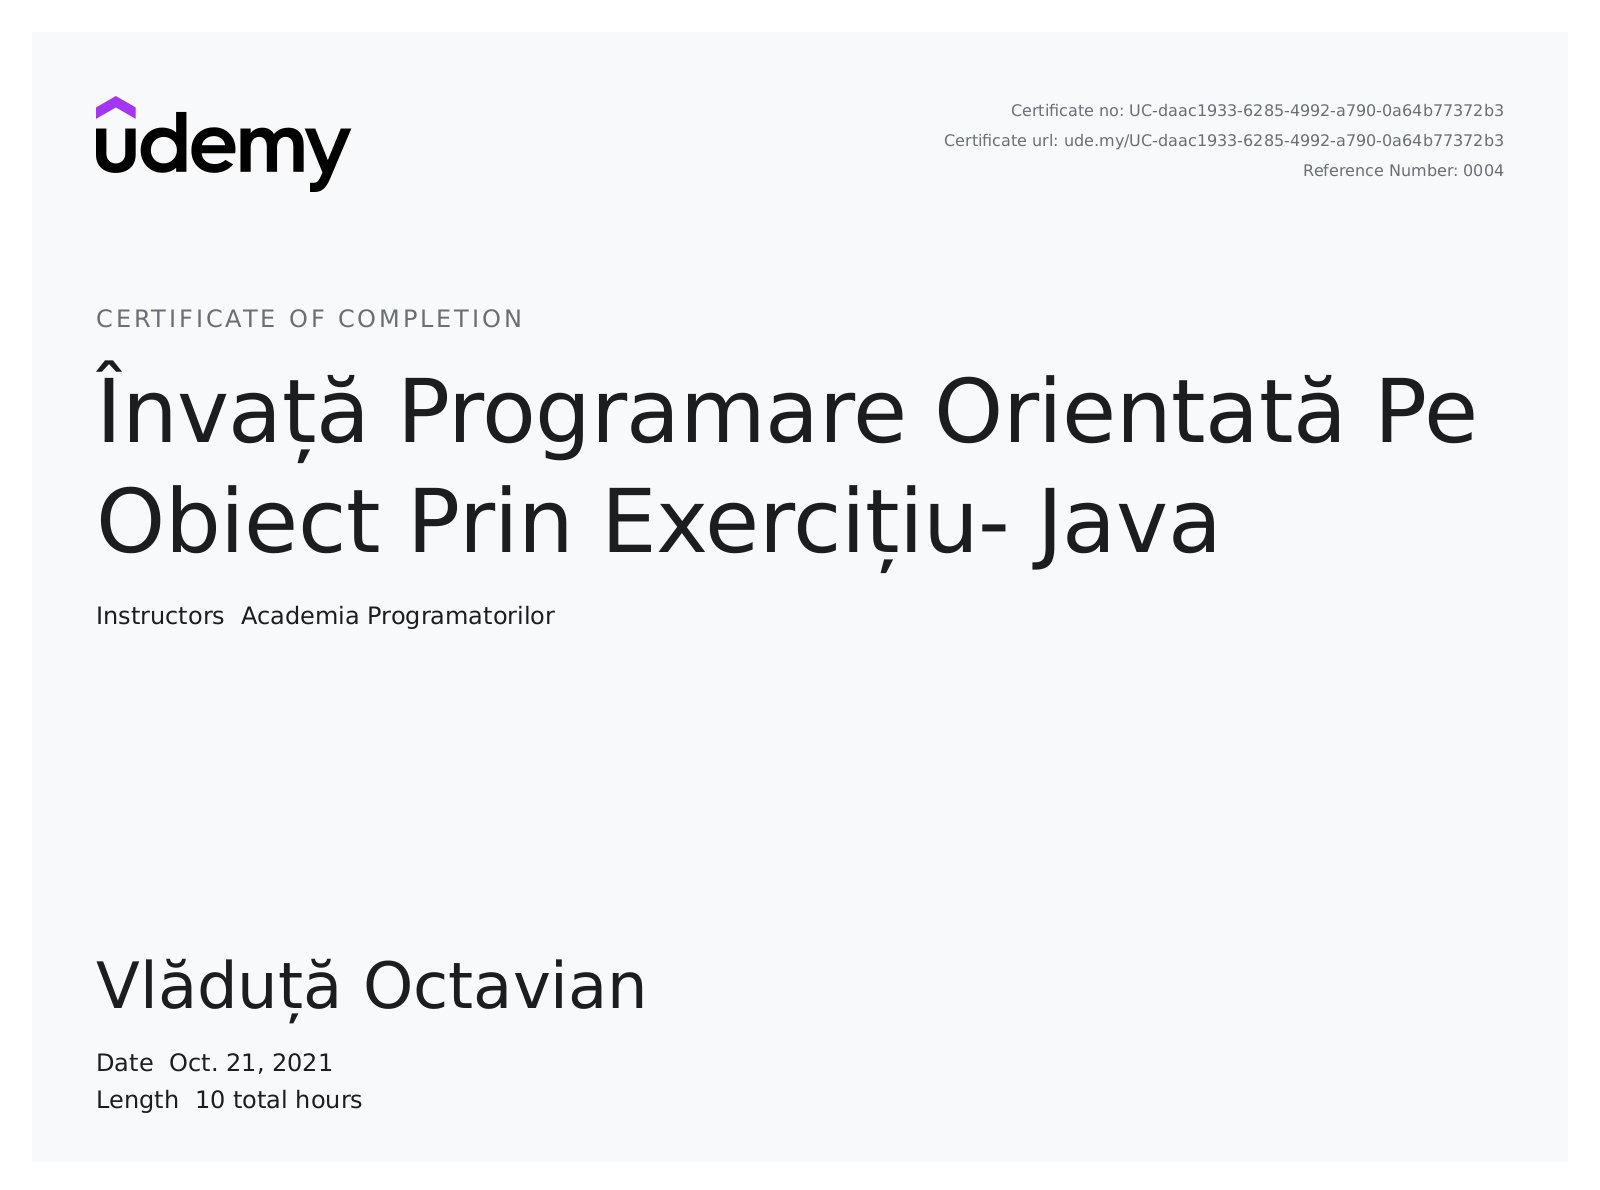 udemy
Certificate no: UC-daac1933-6285-4992-a790-0a64b77372b3
Certificate url: ude.my/UC-daac1933-6285-4992-a790-0a64b77372b3
Reference Number: 0004
CERTIFICATE OF COMPLETION
Învață Programare Orientată Pe
Obiect Prin Exercițiu- Java
Instructors Academia Programatorilor
Vlăduță Octavian
Date Oct. 21, 2021
Length 10 total hours